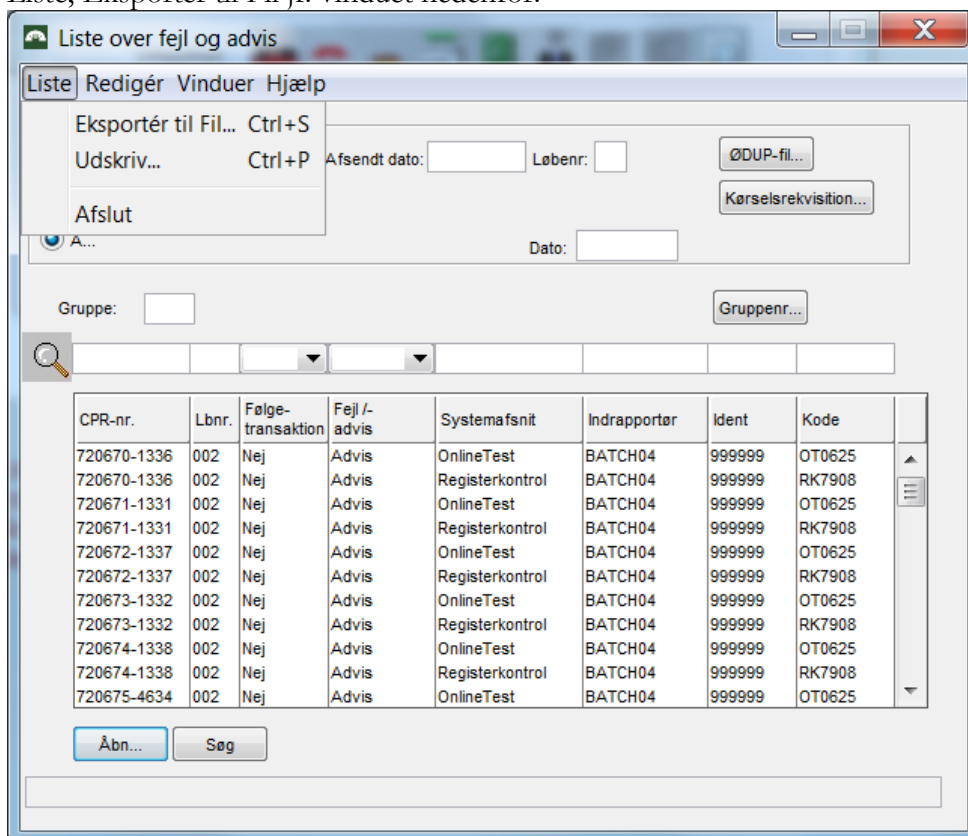 Liste, Eksportér til Fil jf. vinduet nedenfor.
Liste over fejl og advis
Liste Redigér Vinduer Hjælp
Eksportér til Fil... Ctrl+S
Udskriv... Ctrl+P
Afslut
Afsendt dato: Løbenr: ØDUP-fil...
Kørselsrekvisition...
A... Dato:
Gruppe: Gruppenr...
CPR-nr. Lbnr. Følge-transaktion Fejl /-advis Systemafsnit Indrapportør Ident Kode
720670-1336 002 Nej Advis OnlineTest BATCH04 999999 OT0625
720670-1336 002 Nej Advis Registerkontrol BATCH04 999999 RK7908
720671-1331 002 Nej Advis OnlineTest BATCH04 999999 OT0625
720671-1331 002 Nej Advis Registerkontrol BATCH04 999999 RK7908
720672-1337 002 Nej Advis OnlineTest BATCH04 999999 OT0625
720672-1337 002 Nej Advis Registerkontrol BATCH04 999999 RK7908
720673-1332 002 Nej Advis OnlineTest BATCH04 999999 OT0625
720673-1332 002 Nej Advis Registerkontrol BATCH04 999999 RK7908
720674-1338 002 Nej Advis OnlineTest BATCH04 999999 OT0625
720674-1338 002 Nej Advis Registerkontrol BATCH04 999999 RK7908
720675-4634 002 Nej Advis OnlineTest BATCH04 999999 OT0625
Åbn... Søg